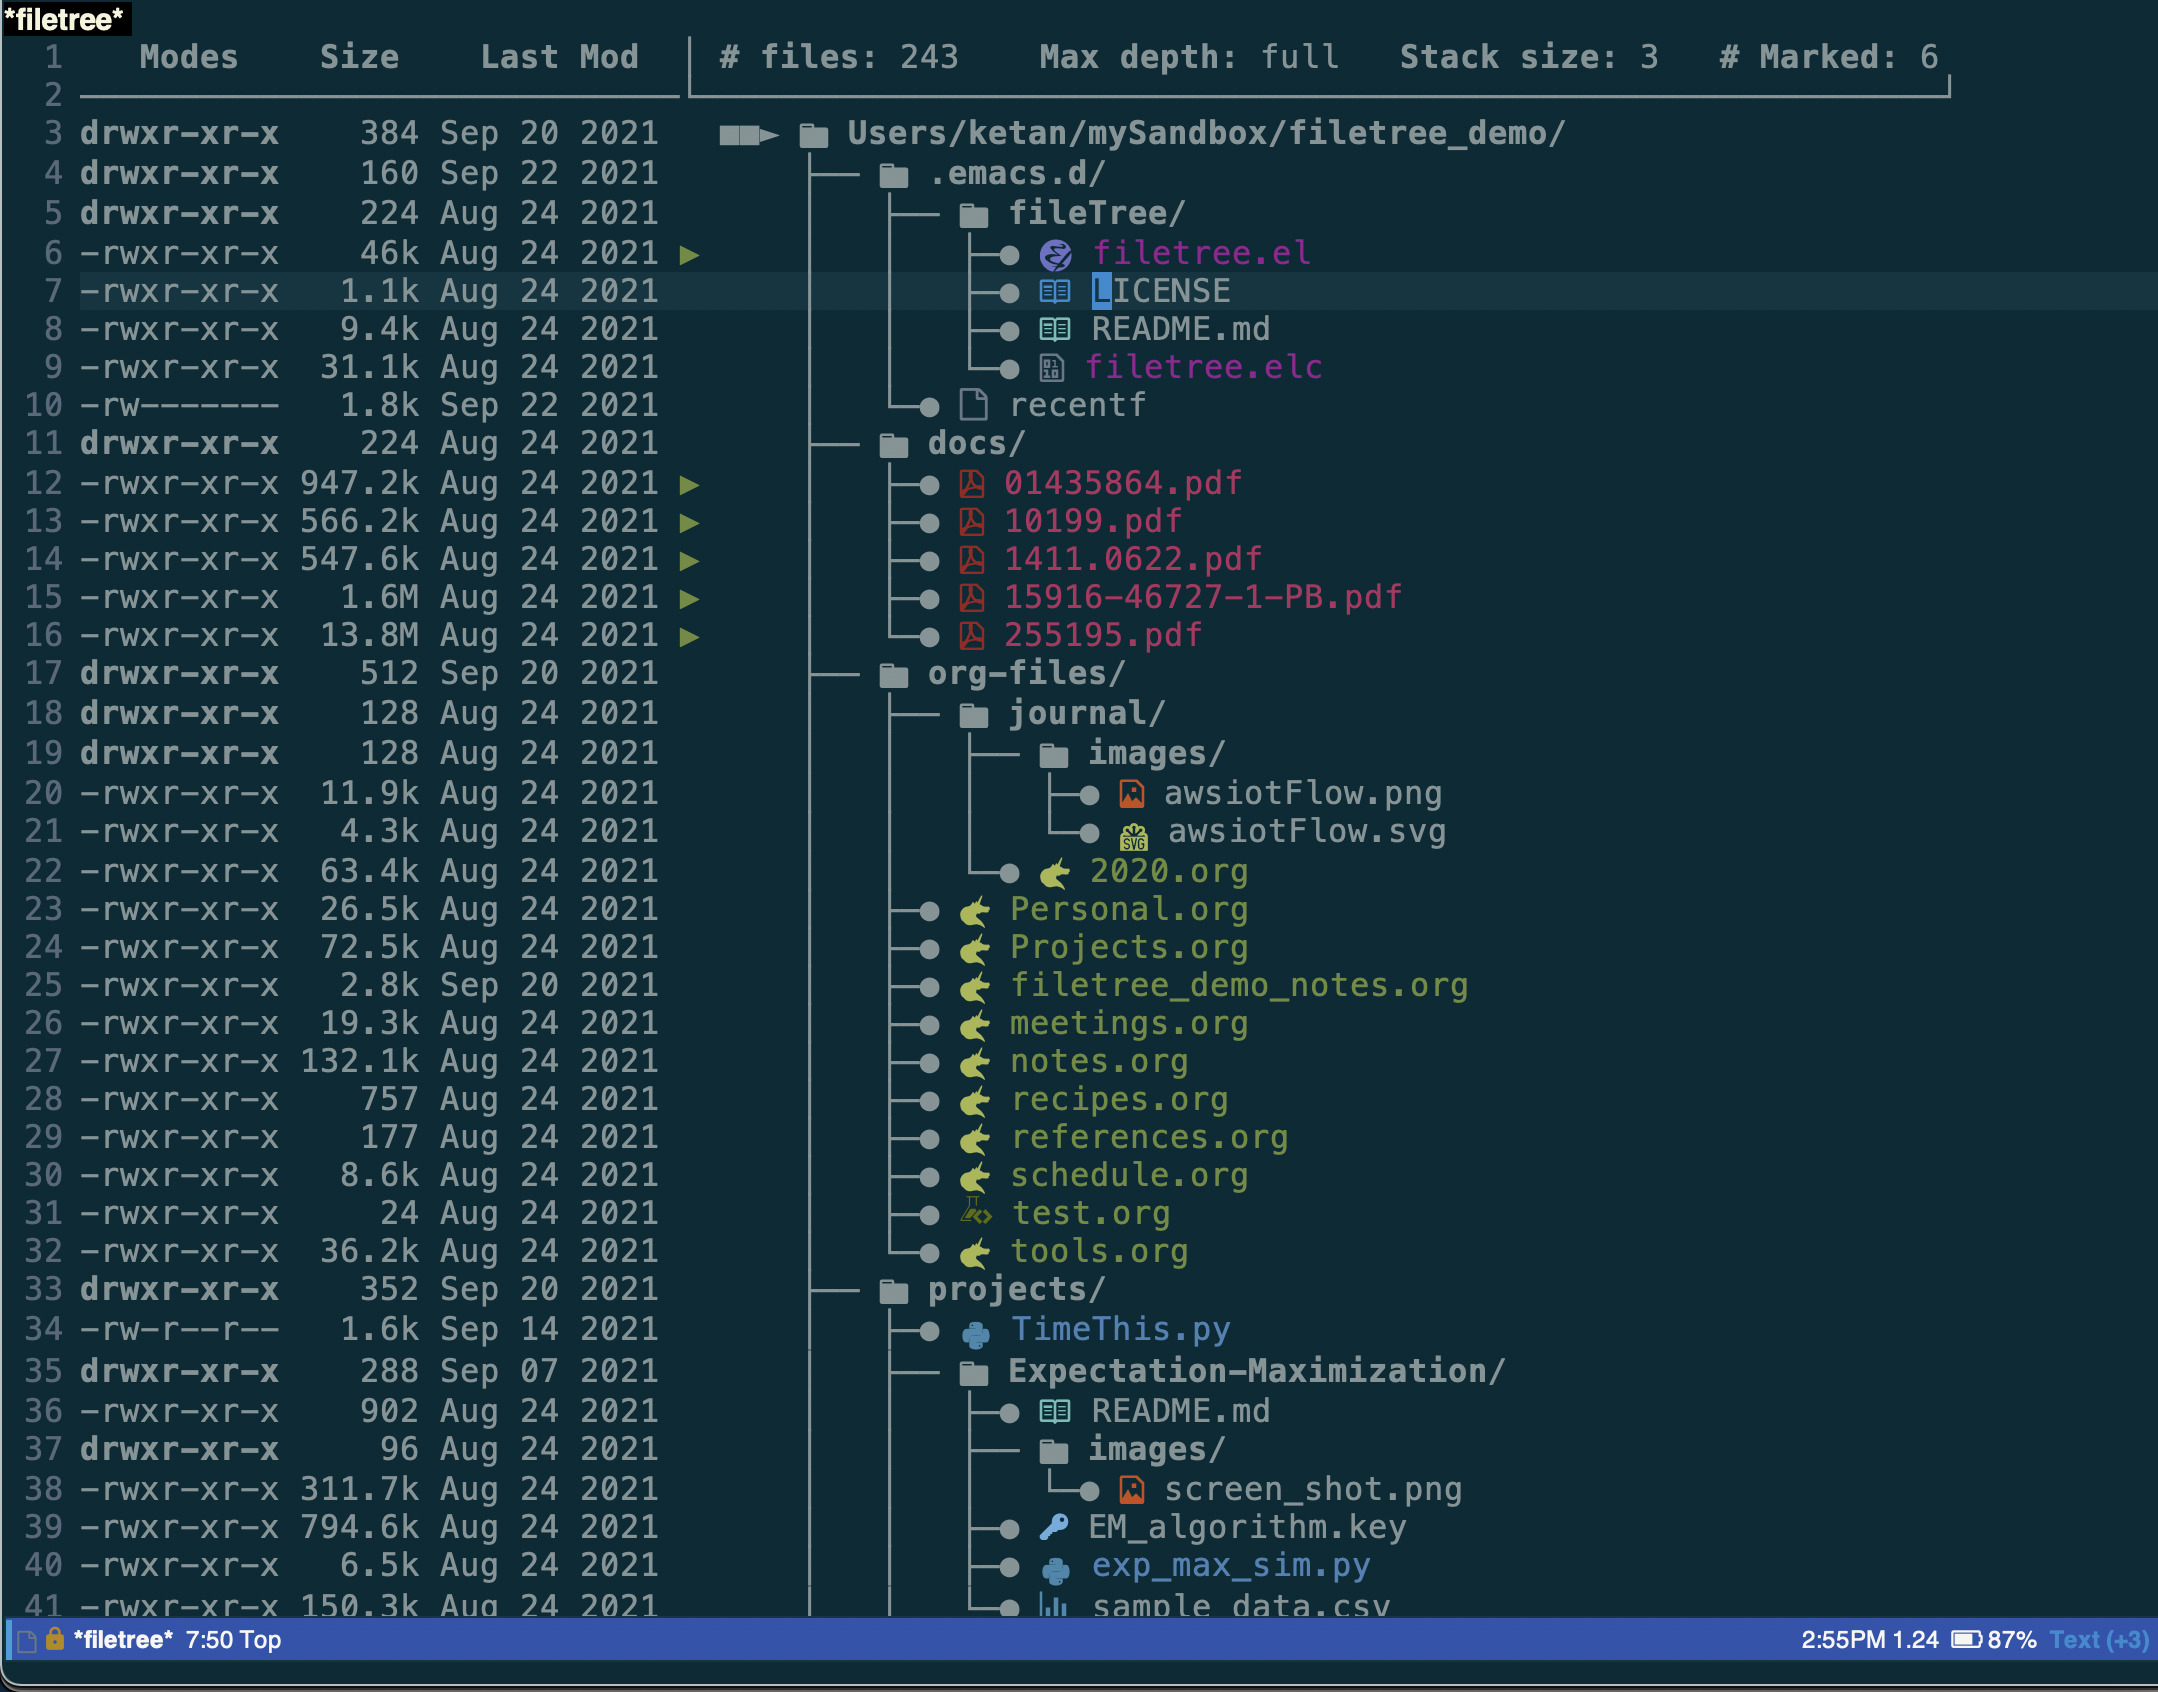 *filetree*
1 Modes Size Last Mod # files: 243 Max depth: full Stack size: 3 # Marked: 6
2
3 drwxr-xr-x 384 Sep 20 2021 Users/ketan/mySandbox/filetree_demo/
4 drwxr-xr-x 160 Sep 22 2021 .emacs.d/
5 drwxr-xr-x 224 Aug 24 2021 fileTree/
6 -rwxr-xr-x 46k Aug 24 2021 filetree.el
7 -rwxr-xr-x 1.1k Aug 24 2021 LICENSE
8 -rwxr-xr-x 9.4k Aug 24 2021 README.md
9 -rwxr-xr-x 31.1k Aug 24 2021 filetree.elc
10 -rw------- 1.8k Sep 22 2021 recentf
11 drwxr-xr-x 224 Aug 24 2021 docs/
12 -rwxr-xr-x 947.2k Aug 24 2021 01435864.pdf
13 -rwxr-xr-x 566.2k Aug 24 2021 10199.pdf
14 -rwxr-xr-x 547.6k Aug 24 2021 1411.0622.pdf
15 -rwxr-xr-x 1.6M Aug 24 2021 15916-46727-1-PB.pdf
16 -rwxr-xr-x 13.8M Aug 24 2021 255195.pdf
17 drwxr-xr-x 512 Sep 20 2021 org-files/
18 drwxr-xr-x 128 Aug 24 2021 journal/
19 drwxr-xr-x 128 Aug 24 2021 images/
20 -rwxr-xr-x 11.9k Aug 24 2021 awsiotFlow.png
21 -rwxr-xr-x 4.3k Aug 24 2021 SVG awsiotFlow.svg
22 -rwxr-xr-x 63.4k Aug 24 2021 2020.org
23 -rwxr-xr-x 26.5k Aug 24 2021 Personal.org
24 -rwxr-xr-x 72.5k Aug 24 2021 Projects.org
25 -rwxr-xr-x 2.8k Sep 20 2021 filetree_demo_notes.org
26 -rwxr-xr-x 19.3k Aug 24 2021 meetings.org
27 -rwxr-xr-x 132.1k Aug 24 2021 notes.org
28 -rwxr-xr-x 757 Aug 24 2021 recipes.org
29 -rwxr-xr-x 177 Aug 24 2021 references.org
30 -rwxr-xr-x 8.6k Aug 24 2021 schedule.org
31 -rwxr-xr-x 24 Aug 24 2021 test.org
32 -rwxr-xr-x 36.2k Aug 24 2021 tools.org
33 drwxr-xr-x 352 Sep 20 2021 projects/
34 -rw-r--r-- 1.6k Sep 14 2021 TimeThis.py
35 drwxr-xr-x 288 Sep 07 2021 Expectation-Maximization/
36 -rwxr-xr-x 902 Aug 24 2021 README.md
37 drwxr-xr-x 96 Aug 24 2021 images/
38 -rwxr-xr-x 311.7k Aug 24 2021 screen_shot.png
39 -rwxr-xr-x 794.6k Aug 24 2021 EM_algorithm.key
40 -rwxr-xr-x 6.5k Aug 24 2021 exp_max_sim.py
41 -rwxr-xr-x 150.3k Aug 24 2021 sample_data.csv
*filetree* 7:50 Top 2:55PM 1.24 87% Text (+3)